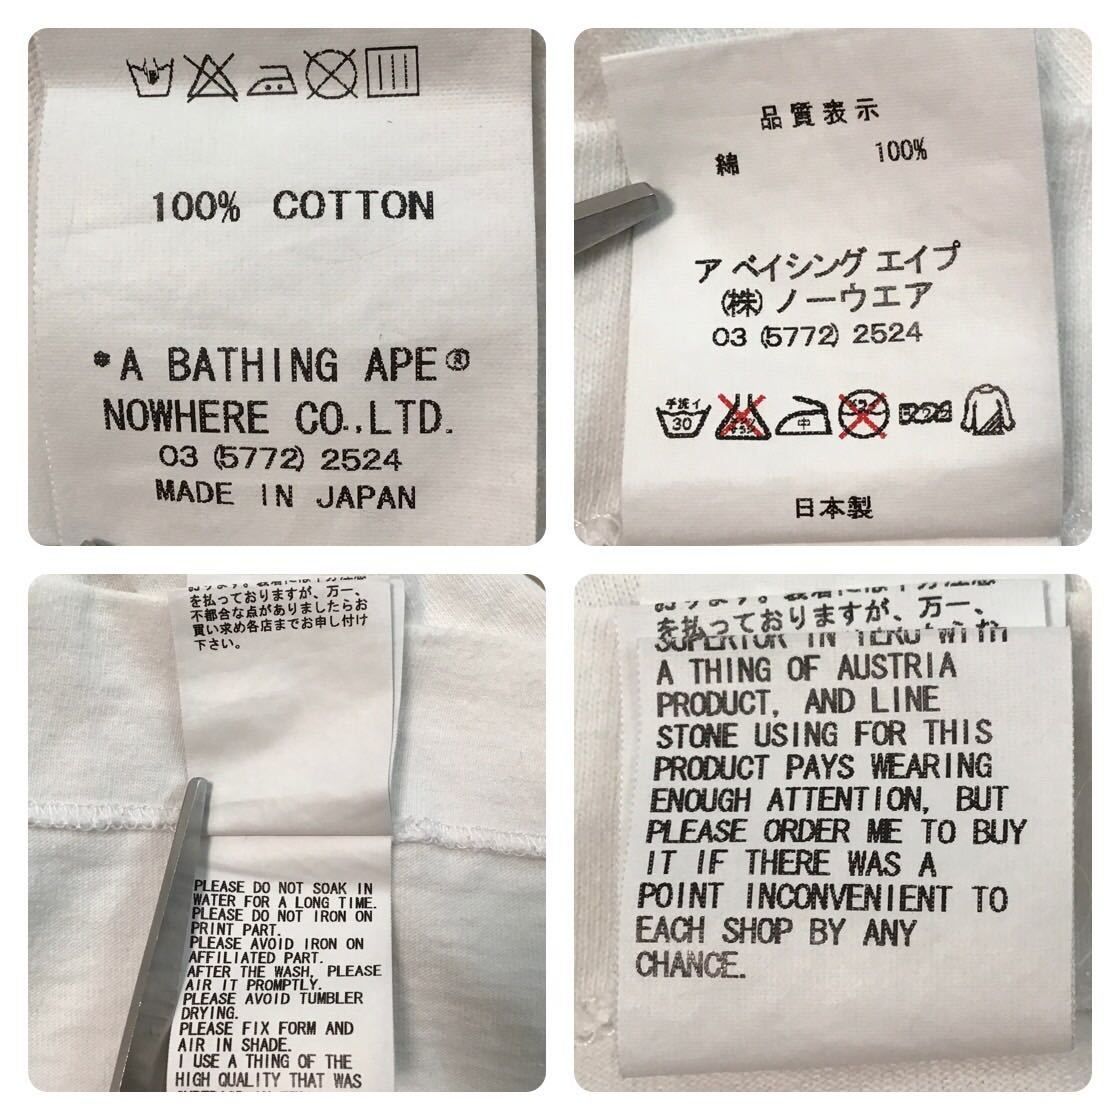 100% COTTON
*A BATHING APE®
NOWHERE CO.,LTD.
03 (5772) 2524
MADE IN JAPAN
品質表示
綿 100%
ア ベイシング エイプ
(株) ノーウエア
03 (5772) 2524
手洗イ
30
中
日本製
を払っておりますが、万一、
不都合な点がありましたらお
買い求め各店までお申し付け
下さい。
PLEASE DO NOT SOAK IN
WATER FOR A LONG TIME.
PLEASE DO NOT IRON ON
PRINT PART.
PLEASE AVOID IRON ON
AFFILIATED PART.
AFTER THE WASH, PLEASE
AIR IT PROMPTLY.
PLEASE AVOID TUMBLER
DRYING.
PLEASE FIX FORM AND
AIR IN SHADE.
I USE A THING OF THE
HIGH QUALITY THAT WAS
を払っておりますが、万一、
SUPERIOR IN TERU WITH
A THING OF AUSTRIA
PRODUCT, AND LINE
STONE USING FOR THIS
PRODUCT PAYS WEARING
ENOUGH ATTENTION, BUT
PLEASE ORDER ME TO BUY
IT IF THERE WAS A
POINT INCONVENIENT TO
EACH SHOP BY ANY
CHANCE.